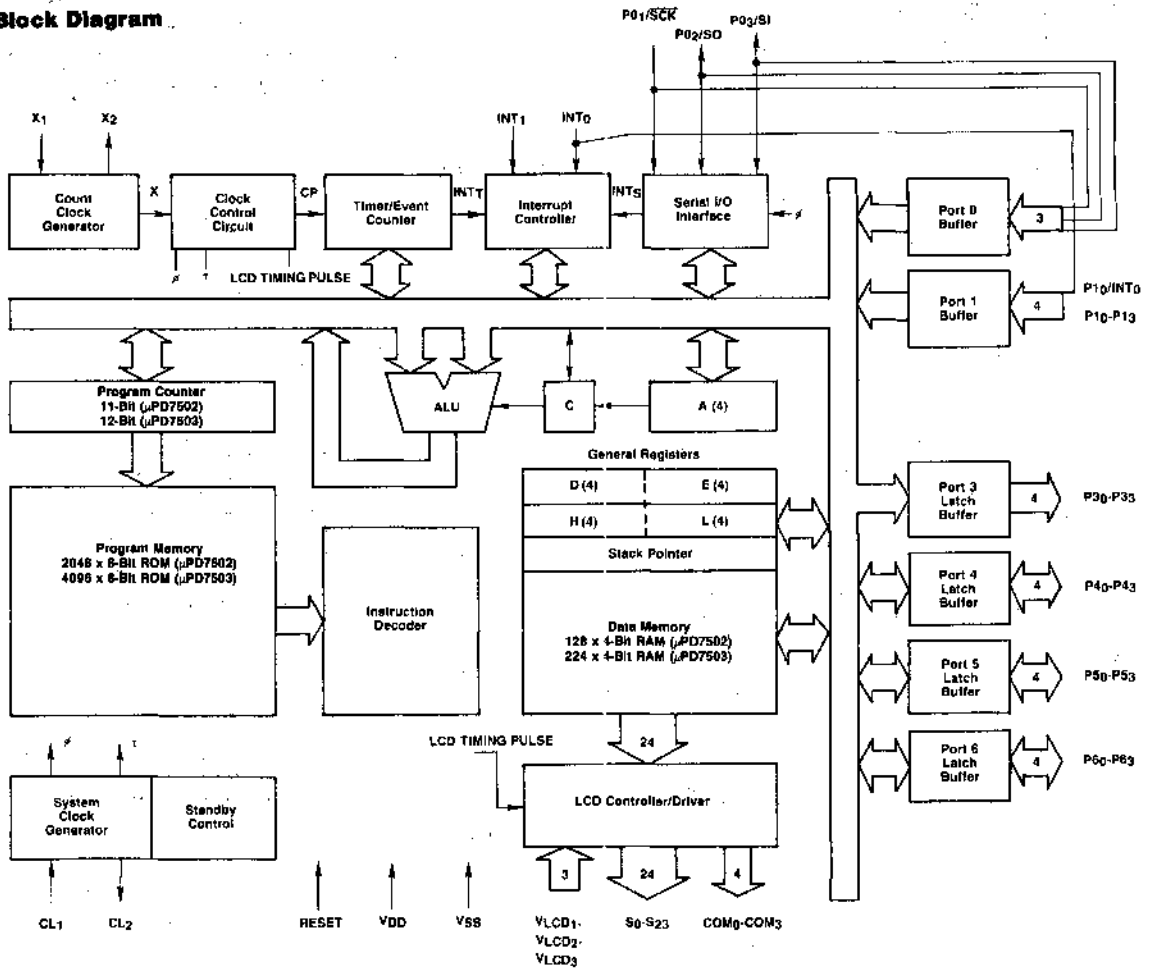 Block Diagram
P01/SCK
P02/SO
P03/SI
X1
X2
INT1
INT0
Count
Clock
Generator
X
Clock
Control
Circuit
CP
Timer/Event
Counter
INTT
Interrupt
Controller
INTS
Serial I/O
Interface
ϕ
Port 0
Buffer
3
ϕ
τ
LCD TIMING PULSE
Port 1
Buffer
4
P10/INT0
P10-P13
Program Counter
11-Bit (μPD7502)
12-Bit (μPD7503)
ALU
C
A (4)
General Registers
D (4)
E (4)
H (4)
L (4)
Stack Pointer
Port 3
Latch
Buffer
4
P30-P33
Program Memory
2048 x 8-Bit ROM (μPD7502)
4096 x 8-Bit ROM (μPD7503)
Instruction
Decoder
Data Memory
128 x 4-Bit RAM (μPD7502)
224 x 4-Bit RAM (μPD7503)
Port 4
Latch
Buffer
4
P40-P43
Port 5
Latch
Buffer
4
P50-P53
Port 6
Latch
Buffer
4
P60-P63
ϕ
τ
LCD TIMING PULSE
24
System
Clock
Generator
Standby
Control
LCD Controller/Driver
3
24
4
CL1
CL2
RESET
VDD
VSS
VLCD1-
VLCD2-
VLCD3
S0-S23
COM0-COM3